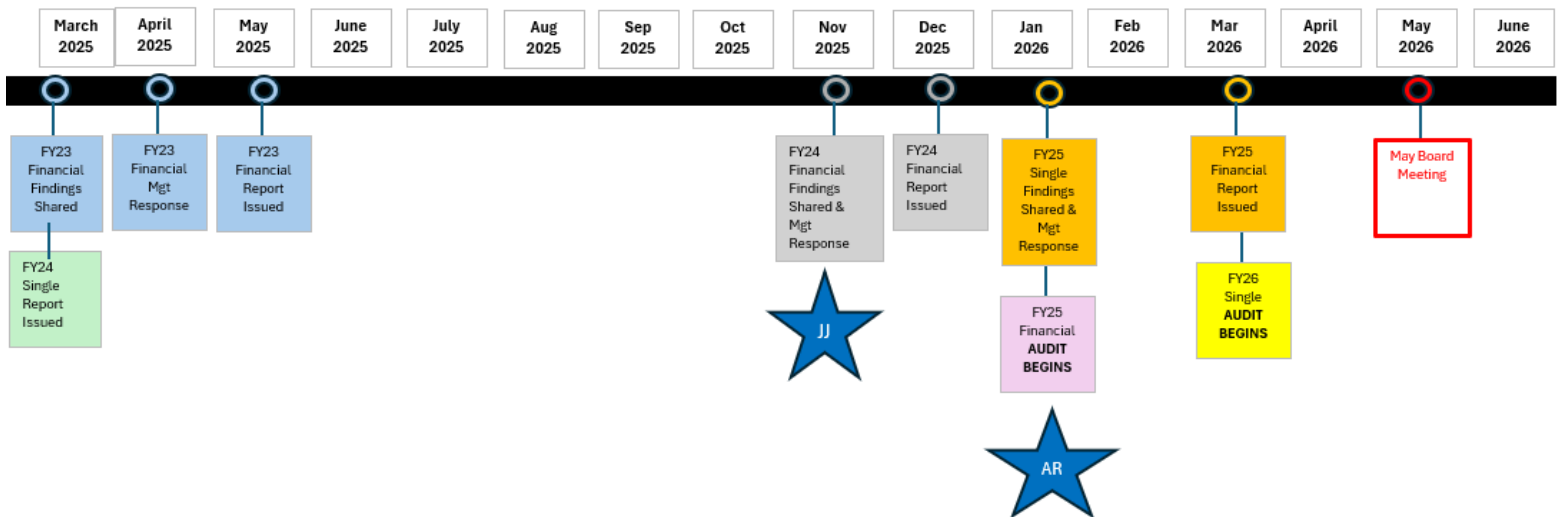 March
2025
April
2025
May
2025
June
2025
July
2025
Aug
2025
Sep
2025
Oct
2025
Nov
2025
Dec
2025
Jan
2026
Feb
2026
Mar
2026
April
2026
May
2026
June
2026
FY23
Financial
Findings
Shared
FY23
Financial
Mgt
Response
FY23
Financial
Report
Issued
FY24
Financial
Findings
Shared &
Mgt
Response
FY24
Financial
Report
Issued
FY25
Single
Findings
Shared &
Mgt
Response
FY25
Financial
Report
Issued
May Board
Meeting
FY24
Single
Report
Issued
JJ
FY25
Financial
AUDIT
BEGINS
FY26
Single
AUDIT
BEGINS
AR